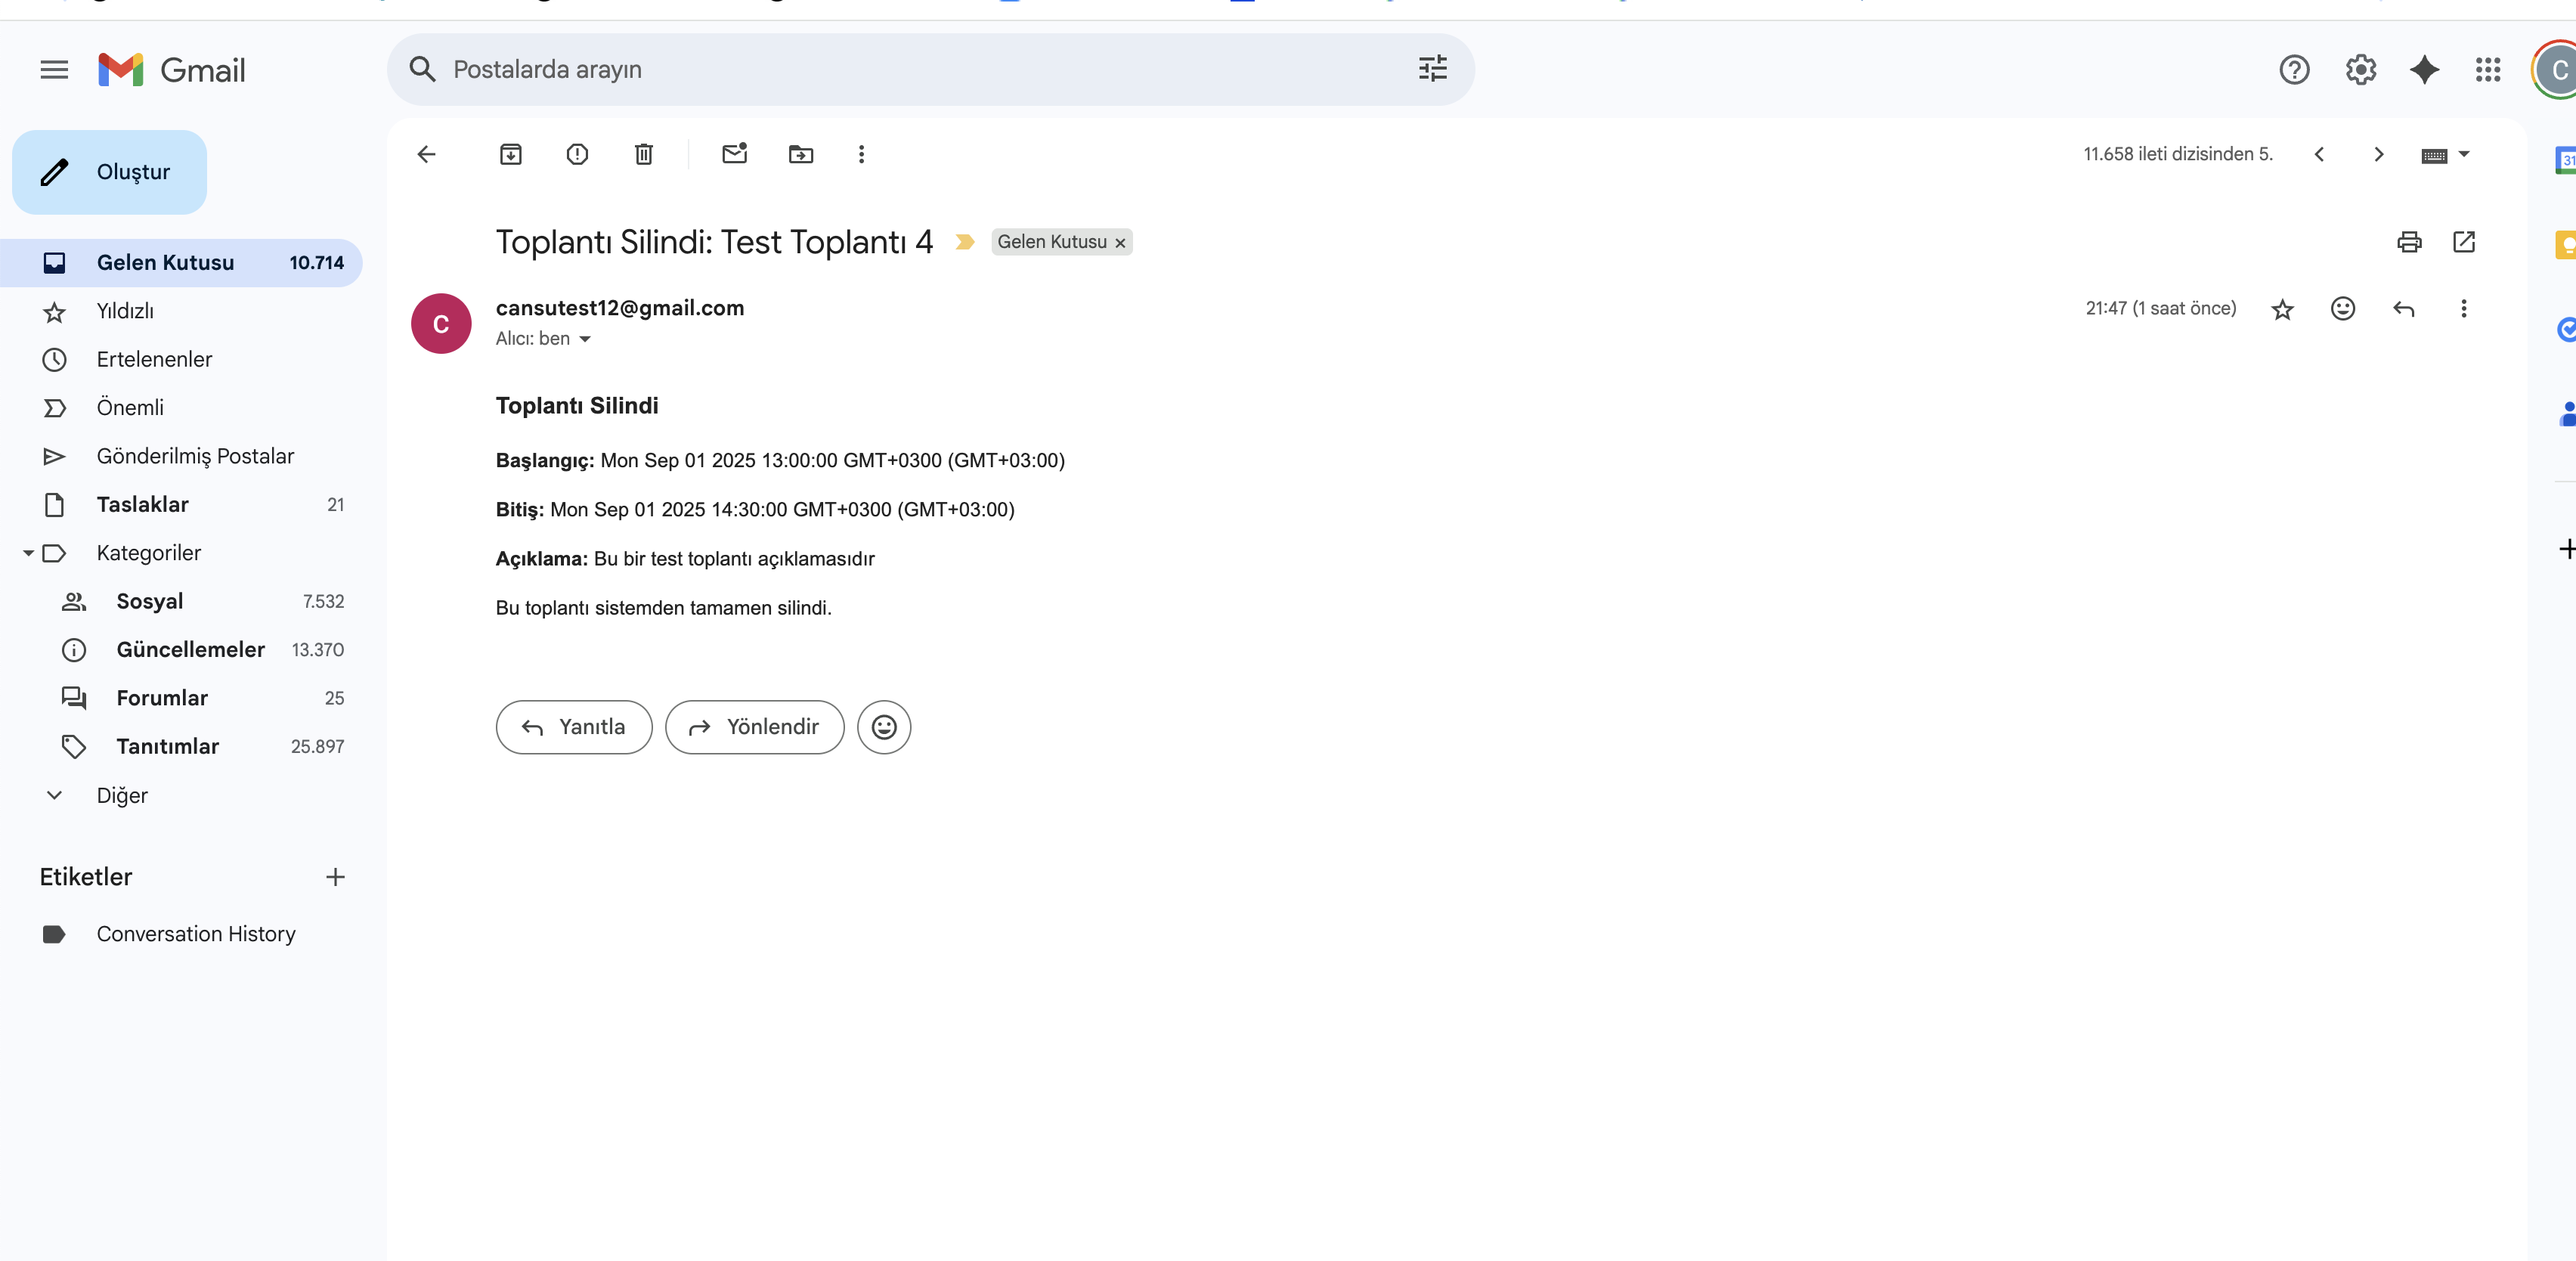 Gmail
Postalarda arayın
C
Oluştur
11.658 ileti dizisinden 5.
31
Gelen Kutusu 10.714
Yıldızlı
Ertelenenler
Önemli
Gönderilmiş Postalar
Taslaklar 21
Kategoriler
Sosyal 7.532
Güncellemeler 13.370
Forumlar 25
Tanıtımlar 25.897
Diğer
Etiketler
Conversation History
Toplantı Silindi: Test Toplantı 4 Gelen Kutusu
C
cansutest12@gmail.com 21:47 (1 saat önce)
Alıcı: ben
Toplantı Silindi
Başlangıç: Mon Sep 01 2025 13:00:00 GMT+0300 (GMT+03:00)
Bitiş: Mon Sep 01 2025 14:30:00 GMT+0300 (GMT+03:00)
Açıklama: Bu bir test toplantı açıklamasıdır
Bu toplantı sistemden tamamen silindi.
Yanıtla
Yönlendir